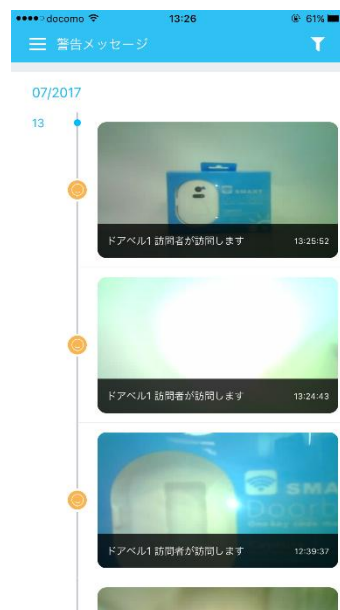 docomo 13:26 61%
警告メッセージ
07/2017
13
SMART
ドアベル1 訪問者が訪問します 13:25:52
ドアベル1 訪問者が訪問します 13:24:43
SMA
Doorb
ドアベル1 訪問者が訪問します 12:39:37